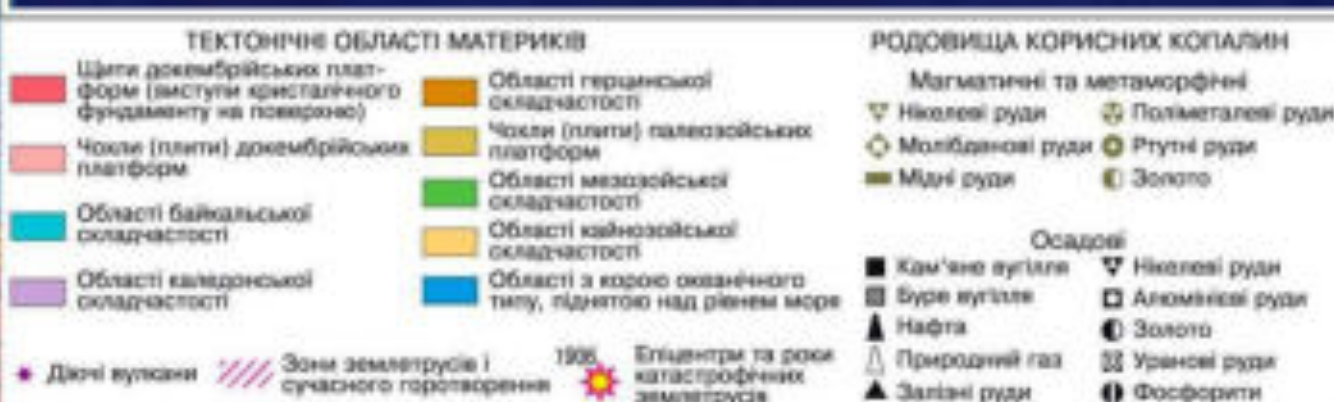 ТЕКТОНІЧНІ ОБЛАСТІ МАТЕРИКІВ
Щити докембрійських плат-
форм (виступи кристалічного
фундаменту на поверхню)
Чохли (плити) докембрійських
платформ
Області байкальської
складчастості
Області каледонської
складчастості
Області герцинської
складчастості
Чохли (плити) палеозойських
платформ
Області мезозойської
складчастості
Області кайнозойської
складчастості
Області з корою океанічного
типу, піднятою над рівнем моря
Діючі вулкани
Зони землетрусів і
сучасного горотворення
1906
Епіцентри та роки
катастрофічних
землетрусів
РОДОВИЩА КОРИСНИХ КОПАЛИН
Магматичні та метаморфічні
Нікелеві руди
Молібденові руди
Мідні руди
Поліметалеві руди
Ртутні руди
Золото
Осадові
Кам'яне вугілля
Буре вугілля
Нафта
Природний газ
Залізні руди
Нікелеві руди
Алюмінієві руди
Золото
Уранові руди
Фосфорити